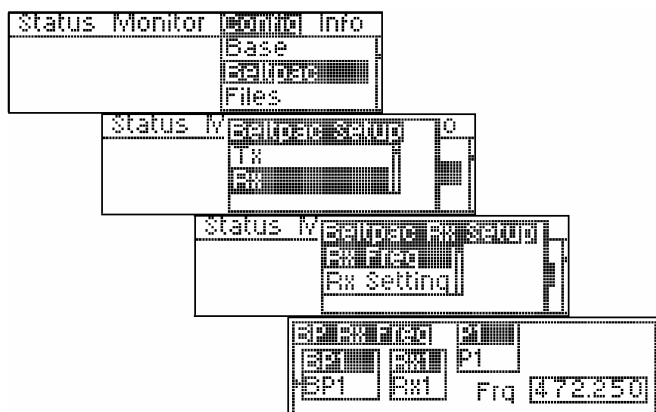 Status Monitor Config Info
Base
Beltpac
Files
Status M Beltpac Setup o
Tx
Rx
Status M Beltpac Rx Setup
Rx Freq
Rx Setting
BP Rx Freq P1
BP1 Rx1 P1
BP1 Rx1 Frq 472.250